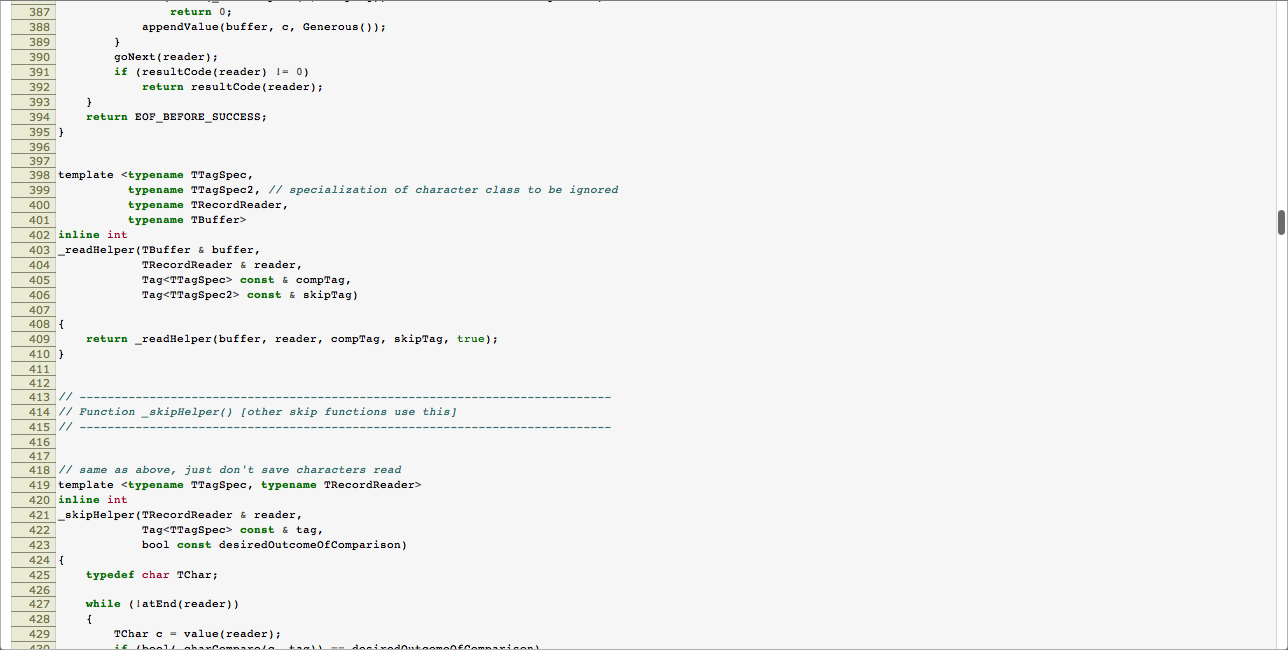 387 return 0;
388 appendValue(buffer, c, Generous());
389 }
390 goNext(reader);
391 if (resultCode(reader) != 0)
392 return resultCode(reader);
393 }
394 return EOF_BEFORE_SUCCESS;
395 }
396
397
398 template <typename TTagSpec,
399 typename TTagSpec2, // specialization of character class to be ignored
400 typename TRecordReader,
401 typename TBuffer>
402 inline int
403 _readHelper(TBuffer & buffer,
404 TRecordReader & reader,
405 Tag<TTagSpec> const & compTag,
406 Tag<TTagSpec2> const & skipTag)
407
408 {
409 return _readHelper(buffer, reader, compTag, skipTag, true);
410 }
411
412
413 // ----------------------------------------------------------------------------
414 // Function _skipHelper() [other skip functions use this]
415 // ----------------------------------------------------------------------------
416
417
418 // same as above, just don't save characters read
419 template <typename TTagSpec, typename TRecordReader>
420 inline int
421 _skipHelper(TRecordReader & reader,
422 Tag<TTagSpec> const & tag,
423 bool const desiredOutcomeOfComparison)
424 {
425 typedef char TChar;
426
427 while (!atEnd(reader))
428 {
429 TChar c = value(reader);
430 if (bool(_charCompare(c, tag)) == desiredOutcomeOfComparison)